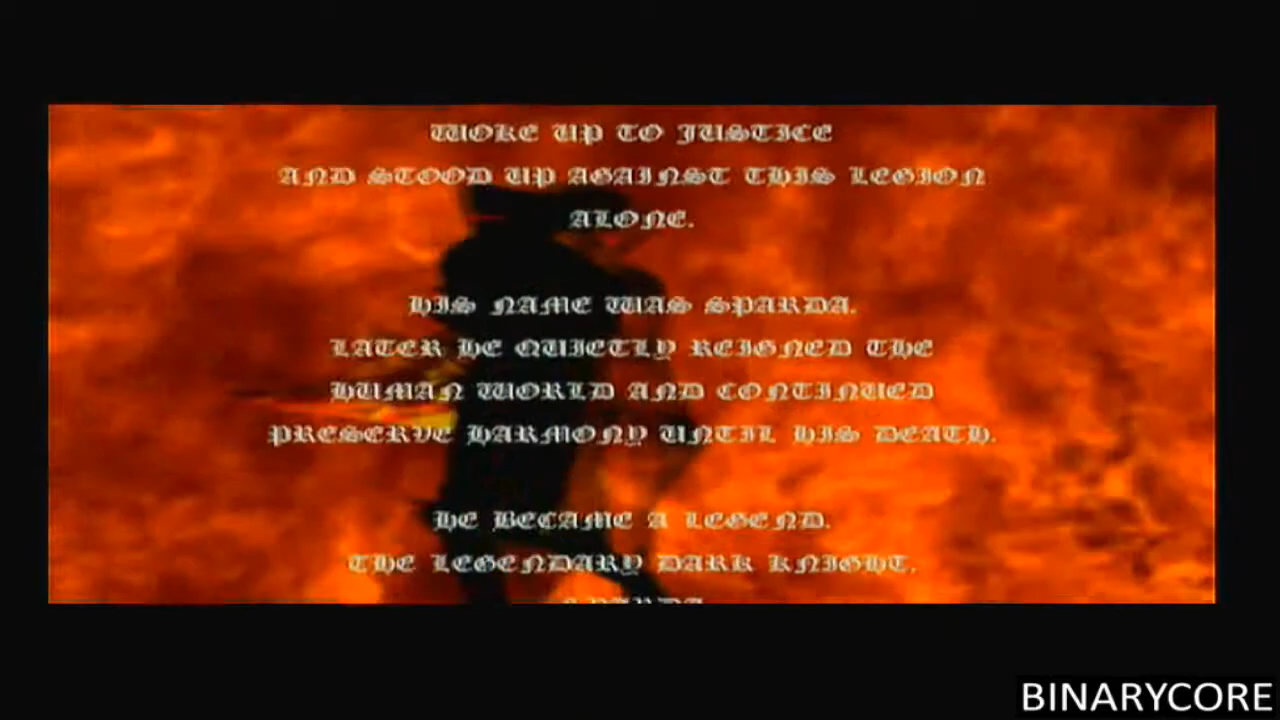 WOKE UP TO JUSTICE
AND STOOD UP AGAINST THIS LEGION
ALONE.
HIS NAME WAS SPARDA.
LATER HE QUIETLY REIGNED THE
HUMAN WORLD AND CONTINUED
PRESERVE HARMONY UNTIL HIS DEATH.
HE BECAME A LEGEND.
THE LEGENDARY DARK KNIGHT.
SPARDA
BINARYCORE